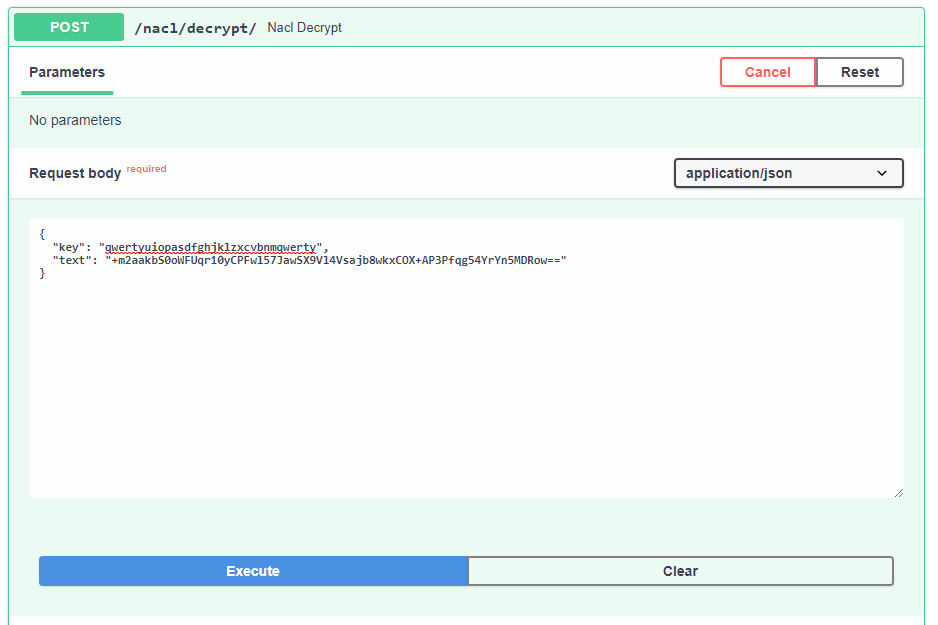 POST /nacl/decrypt/ Nacl Decrypt
Parameters
Cancel
Reset
No parameters
Request body required
application/json
{
"key": "qwertyuiopasdfghjklzxcvbnmqwerty",
"text": "+m2aakbS0oWFUqr10yCPFwl57JawSX9Vl4Vsajb8wkxCOX+AP3Pfqg54YrYn5MDRow=="
}
Execute
Clear